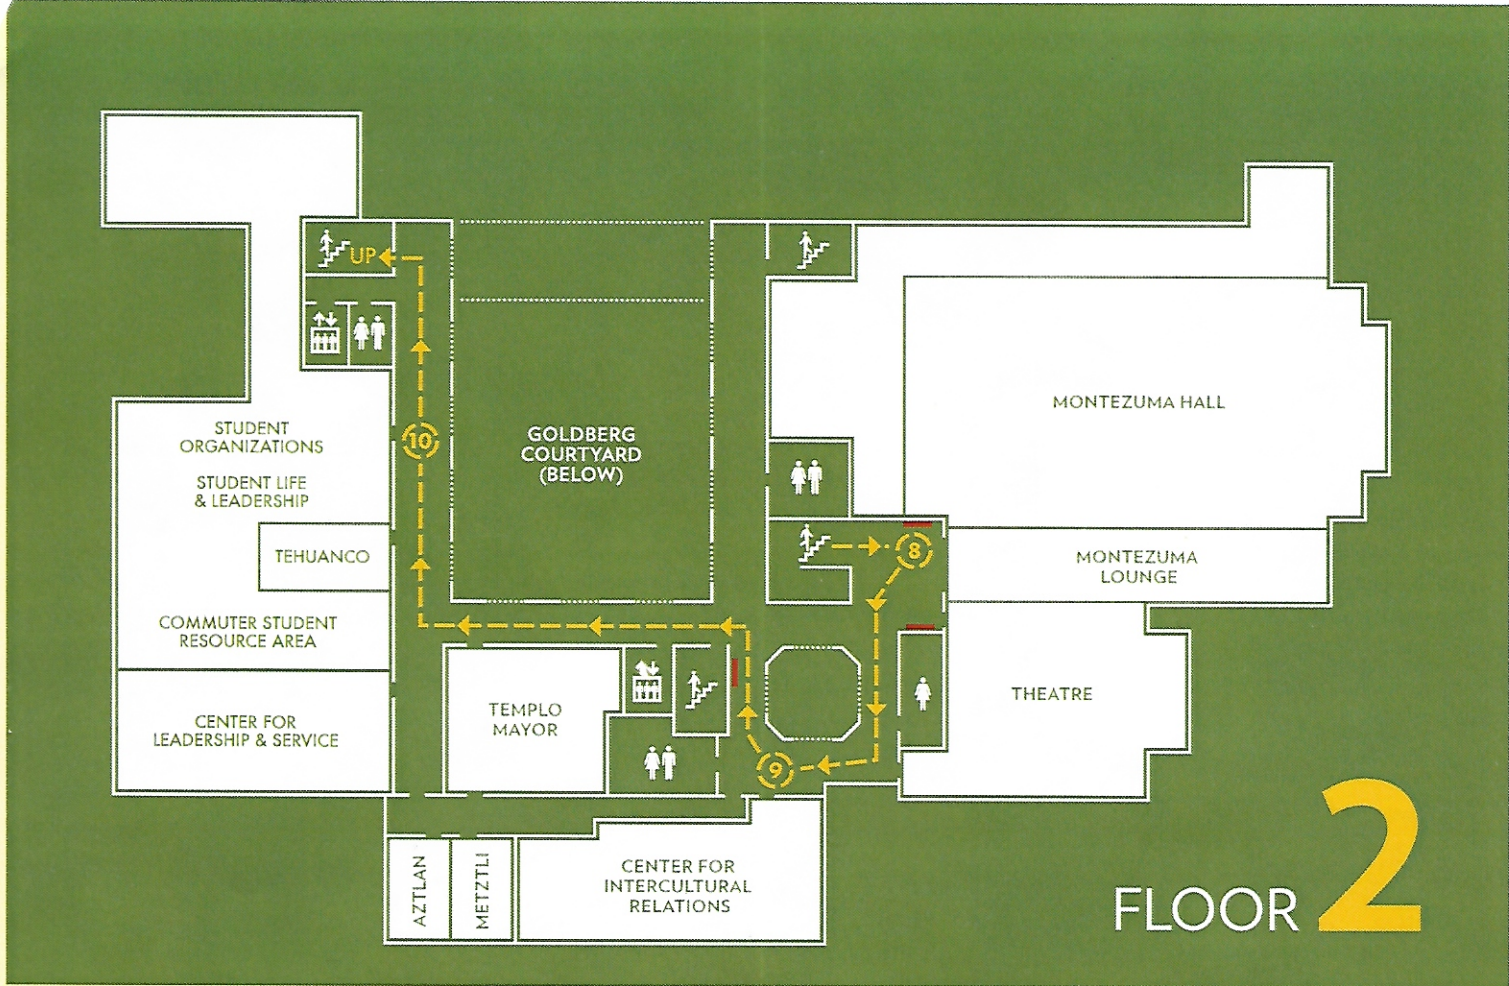 UP
STUDENT
ORGANIZATIONS
STUDENT LIFE
& LEADERSHIP
TEHUANCO
COMMUTER STUDENT
RESOURCE AREA
CENTER FOR
LEADERSHIP & SERVICE
10
GOLDBERG
COURTYARD
(BELOW)
MONTEZUMA HALL
8
MONTEZUMA
LOUNGE
THEATRE
TEMPLO
MAYOR
9
AZTLAN
METZTLI
CENTER FOR
INTERCULTURAL
RELATIONS
FLOOR 2